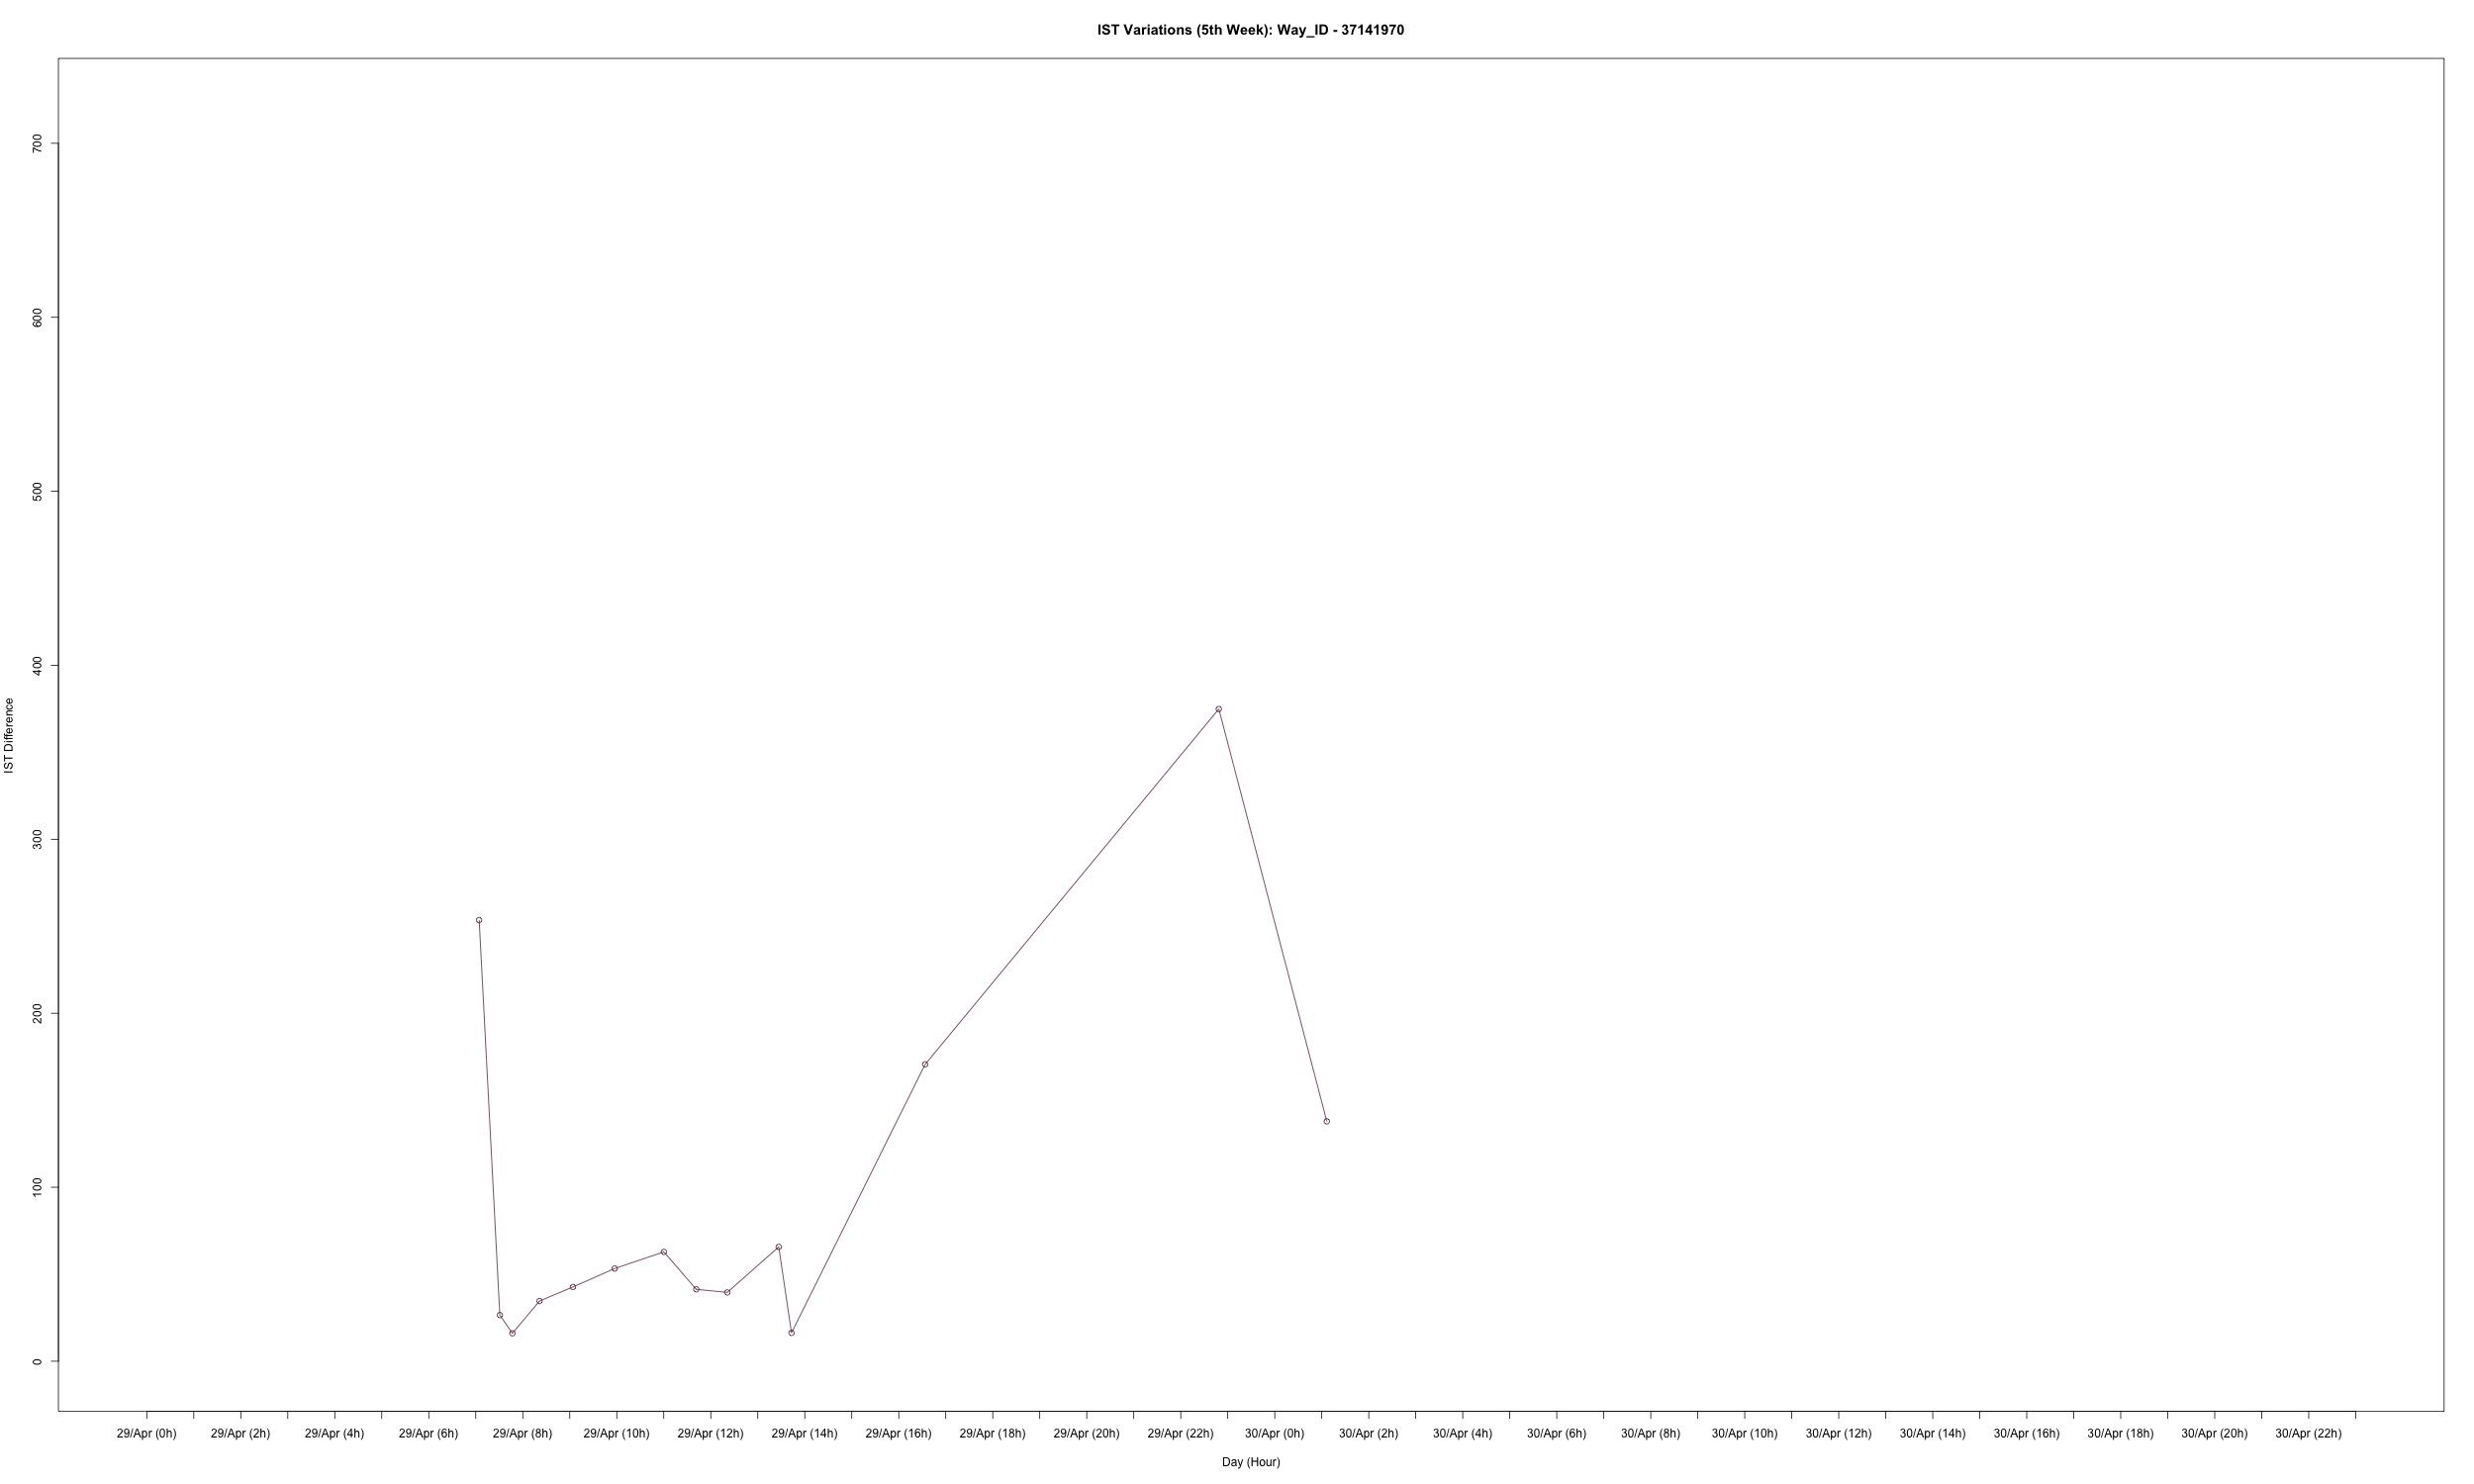 IST Variations (5th Week): Way_ID - 37141970
700
600
500
400
300
200
100
0
IST Difference
29/Apr (0h) 29/Apr (2h) 29/Apr (4h) 29/Apr (6h) 29/Apr (8h) 29/Apr (10h) 29/Apr (12h) 29/Apr (14h) 29/Apr (16h) 29/Apr (18h) 29/Apr (20h) 29/Apr (22h) 30/Apr (0h) 30/Apr (2h) 30/Apr (4h) 30/Apr (6h) 30/Apr (8h) 30/Apr (10h) 30/Apr (12h) 30/Apr (14h) 30/Apr (16h) 30/Apr (18h) 30/Apr (20h) 30/Apr (22h)
Day (Hour)